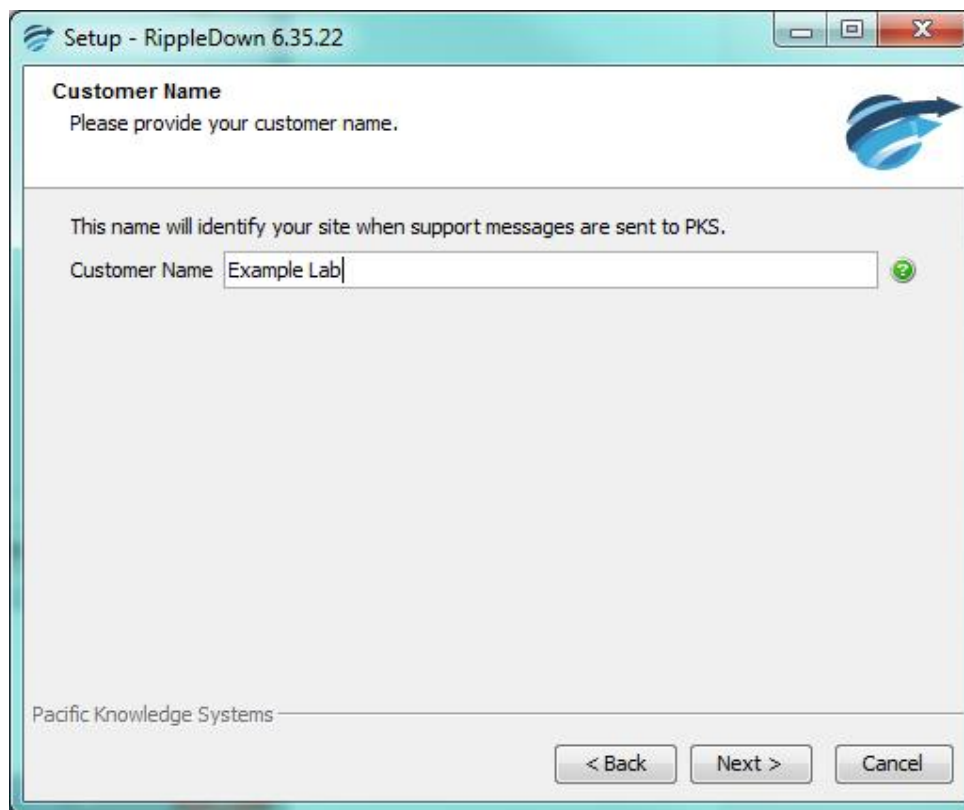 Setup - RippleDown 6.35.22
Customer Name
Please provide your customer name.
This name will identify your site when support messages are sent to PKS.
Customer Name Example Lab
Pacific Knowledge Systems
< Back Next > Cancel